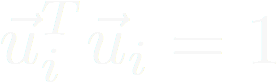 $\vec{u}_i^T \vec{u}_i = 1$